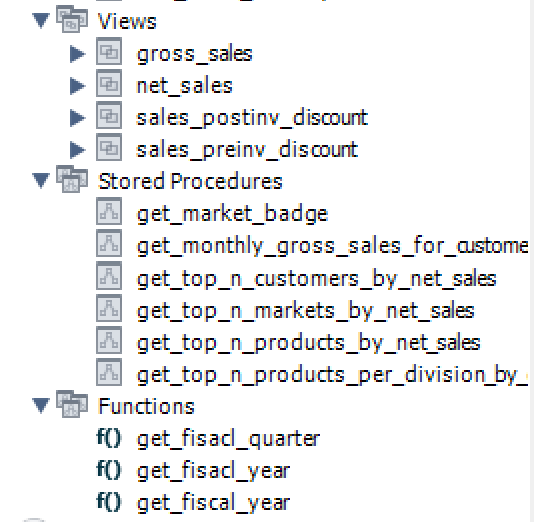 Views
gross_sales
net_sales
sales_postinv_discount
sales_preinv_discount
Stored Procedures
get_market_badge
get_monthly_gross_sales_for_custome
get_top_n_customers_by_net_sales
get_top_n_markets_by_net_sales
get_top_n_products_by_net_sales
get_top_n_products_per_division_by_
Functions
f() get_fisacl_quarter
f() get_fisacl_year
f() get_fiscal_year